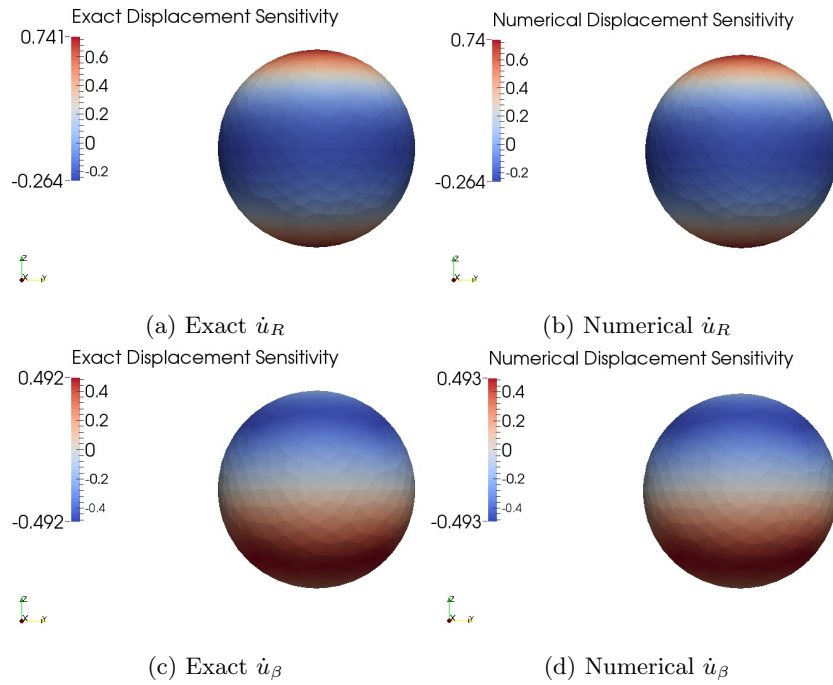 Exact Displacement Sensitivity
0.741
0.6
0.4
0.2
0
-0.2
-0.264
Z
X
Y
(a) Exact u̇_R
Numerical Displacement Sensitivity
0.74
0.6
0.4
0.2
0
-0.2
-0.264
Z
X
Y
(b) Numerical u̇_R
Exact Displacement Sensitivity
0.492
0.4
0.2
0
-0.2
-0.4
-0.492
Z
X
Y
(c) Exact u̇_β
Numerical Displacement Sensitivity
0.493
0.4
0.2
0
-0.2
-0.4
-0.493
Z
X
Y
(d) Numerical u̇_β